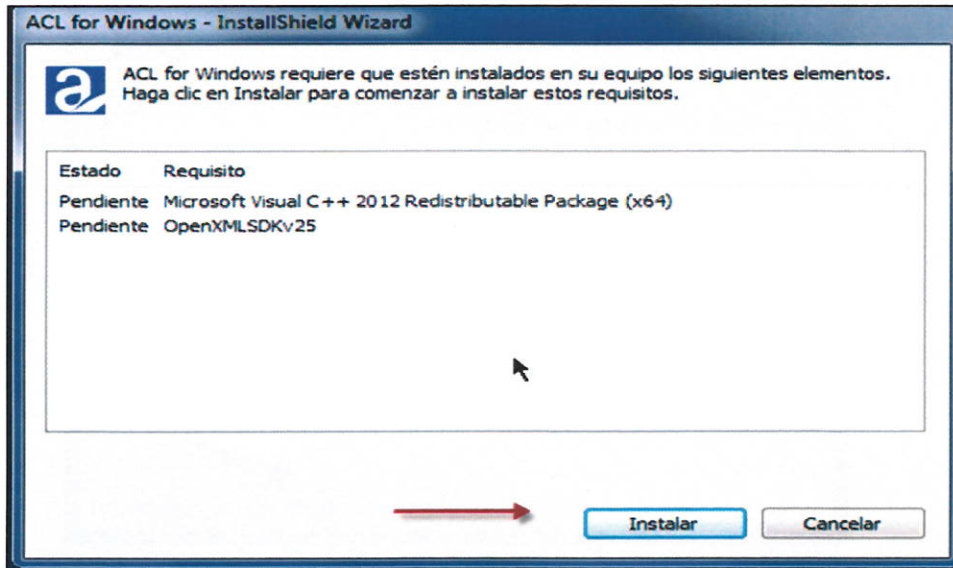 ACL for Windows - InstallShield Wizard
ACL for Windows requiere que estén instalados en su equipo los siguientes elementos.
Haga clic en Instalar para comenzar a instalar estos requisitos.
Estado Requisito
Pendiente Microsoft Visual C++ 2012 Redistributable Package (x64)
Pendiente OpenXMLSDKv25
Instalar Cancelar